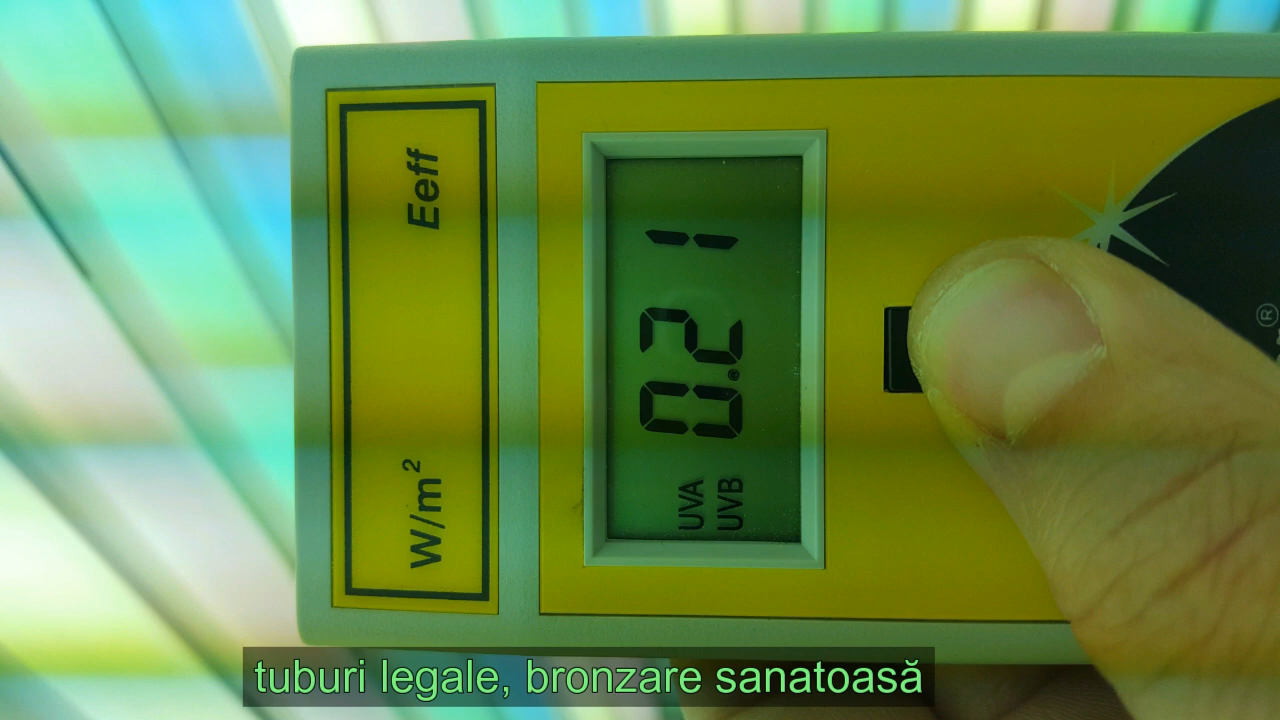 W/m² Eeff
UVA
UVB
0.21
®
tuburi legale, bronzare sanatoasă